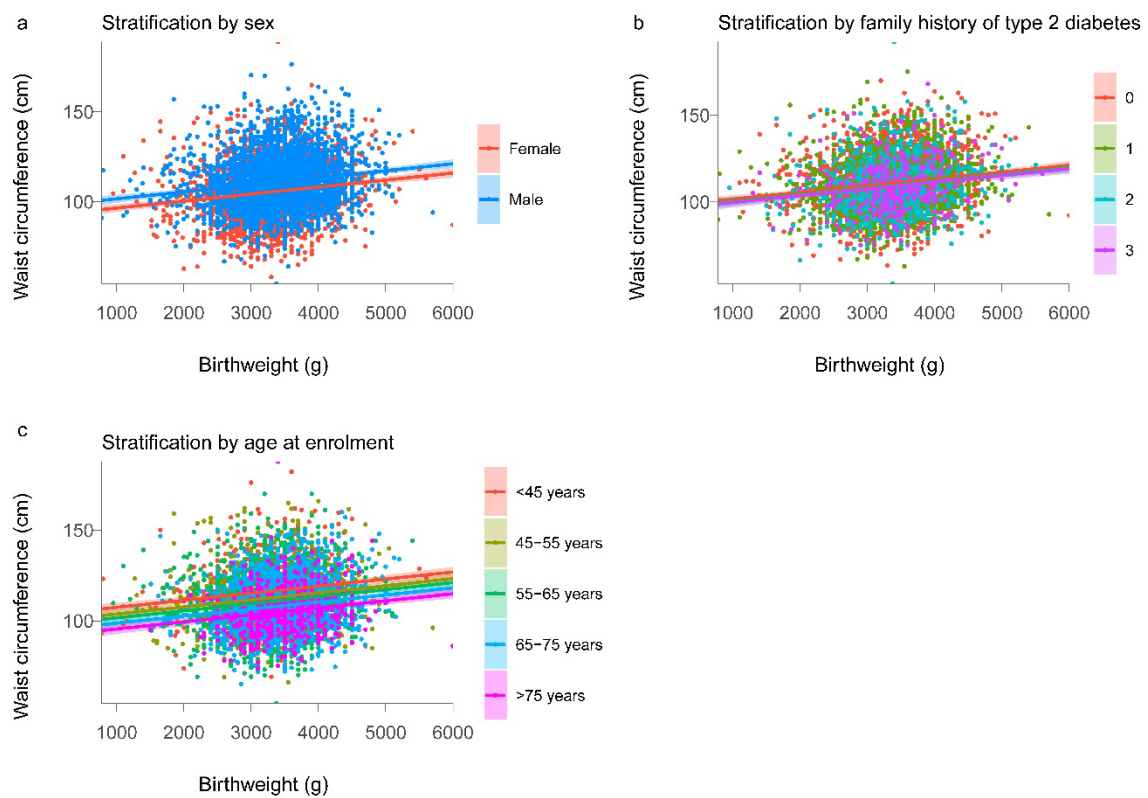 a
Stratification by sex
Waist circumference (cm)
150
100
1000 2000 3000 4000 5000 6000
Birthweight (g)
Female
Male
b
Stratification by family history of type 2 diabetes
Waist circumference (cm)
150
100
1000 2000 3000 4000 5000 6000
Birthweight (g)
0
1
2
3
c
Stratification by age at enrolment
Waist circumference (cm)
150
100
1000 2000 3000 4000 5000 6000
Birthweight (g)
<45 years
45−55 years
55−65 years
65−75 years
>75 years